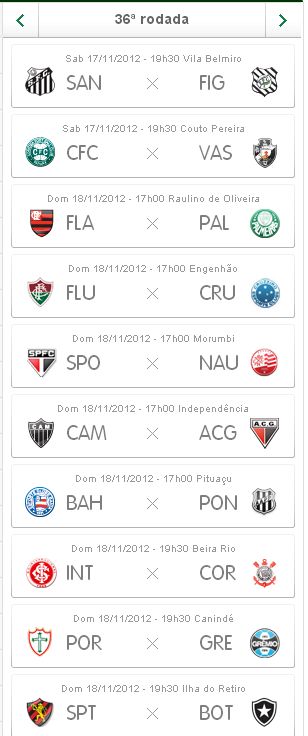 36ª rodada
Sab 17/11/2012 - 19h30 Vila Belmiro
SAN FIG
Sab 17/11/2012 - 19h30 Couto Pereira
CFC VAS
Dom 18/11/2012 - 17h00 Raulino de Oliveira
FLA PAL
Dom 18/11/2012 - 17h00 Engenhão
FLU CRU
Dom 18/11/2012 - 17h00 Morumbi
SPO NAU
Dom 18/11/2012 - 17h00 Independência
CAM ACG
Dom 18/11/2012 - 17h00 Pituaçu
BAH PON
Dom 18/11/2012 - 19h30 Beira Rio
INT COR
Dom 18/11/2012 - 19h30 Canindé
POR GRE
Dom 18/11/2012 - 19h30 Ilha do Retiro
SPT BOT